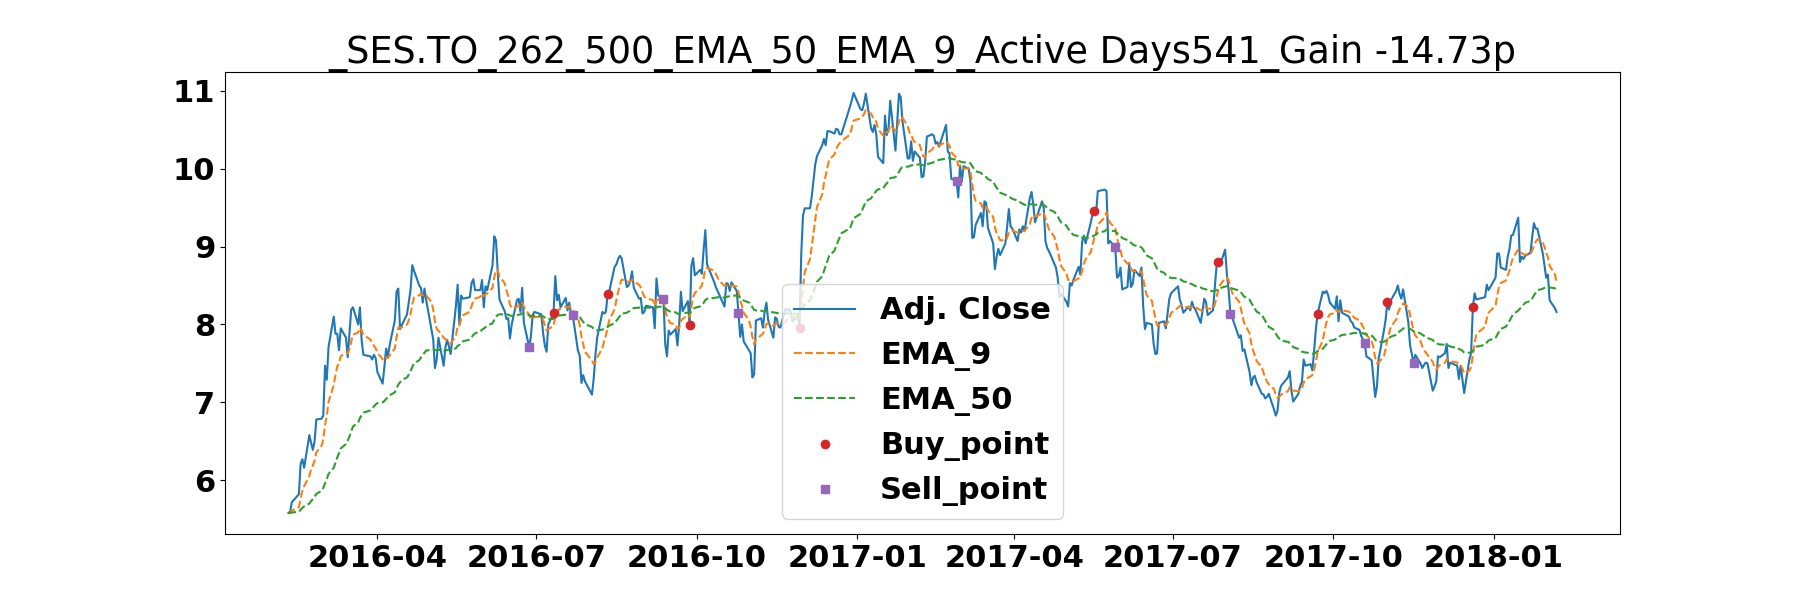 _SES.TO_262_500_EMA_50_EMA_9_Active Days541_Gain -14.73p
11
10
9
8
7
6
Adj. Close
EMA_9
EMA_50
Buy_point
Sell_point
2016-04 2016-07 2016-10 2017-01 2017-04 2017-07 2017-10 2018-01